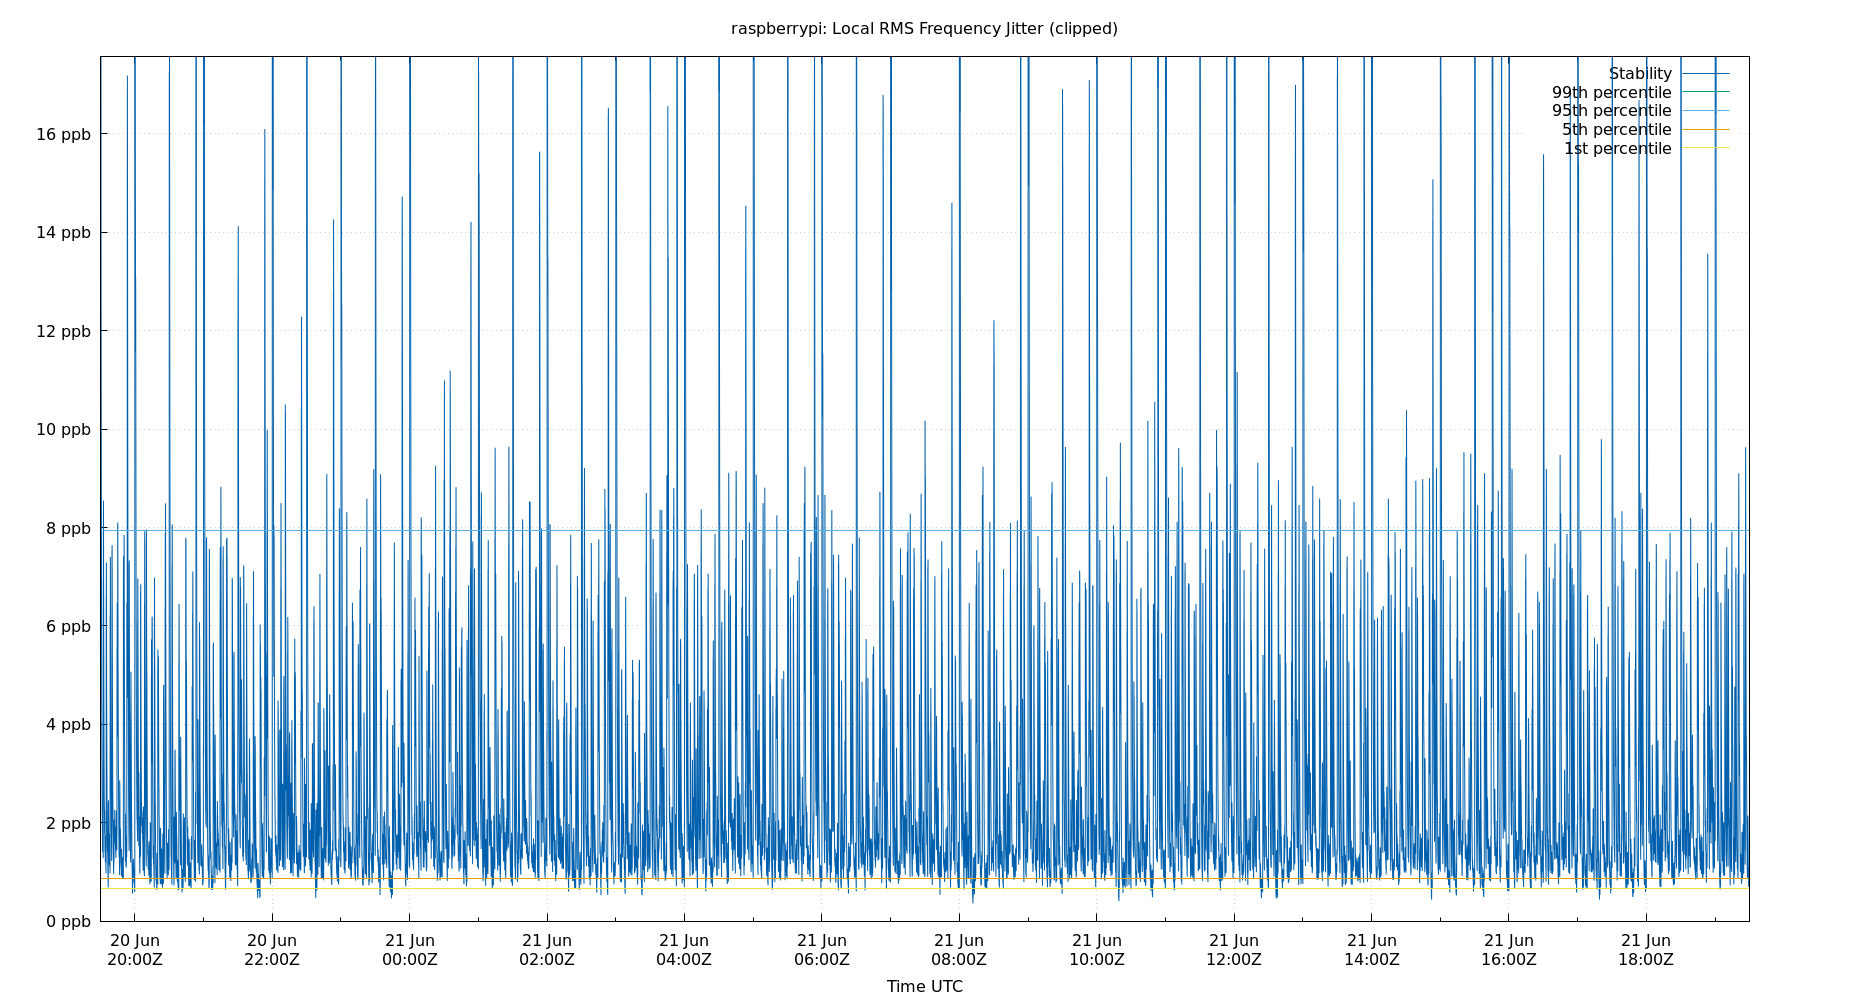 raspberrypi: Local RMS Frequency Jitter (clipped)
Stability
99th percentile
95th percentile
5th percentile
1st percentile
16 ppb
14 ppb
12 ppb
10 ppb
8 ppb
6 ppb
4 ppb
2 ppb
0 ppb
20 Jun 20 Jun 21 Jun 21 Jun 21 Jun 21 Jun 21 Jun 21 Jun 21 Jun 21 Jun 21 Jun 21 Jun
20:00Z 22:00Z 00:00Z 02:00Z 04:00Z 06:00Z 08:00Z 10:00Z 12:00Z 14:00Z 16:00Z 18:00Z
Time UTC